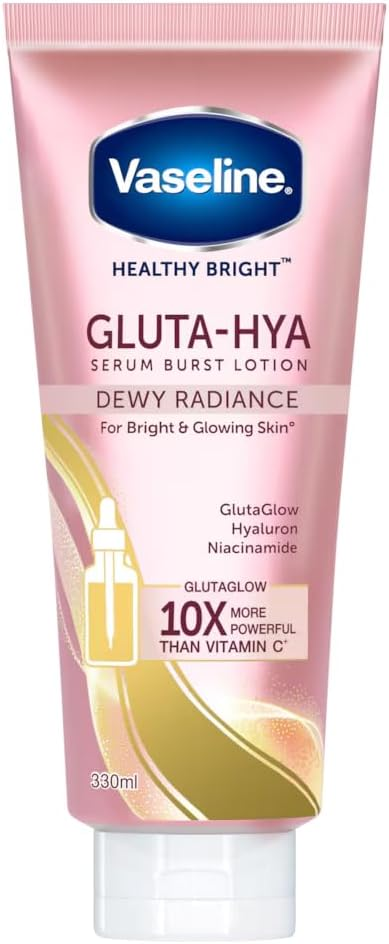 Vaseline®
HEALTHY BRIGHT™
GLUTA-HYA
SERUM BURST LOTION
DEWY RADIANCE
For Bright & Glowing Skin°
GlutaGlow
Hyaluron
Niacinamide
GLUTAGLOW
10X MORE
POWERFUL
THAN VITAMIN C⁺
330ml